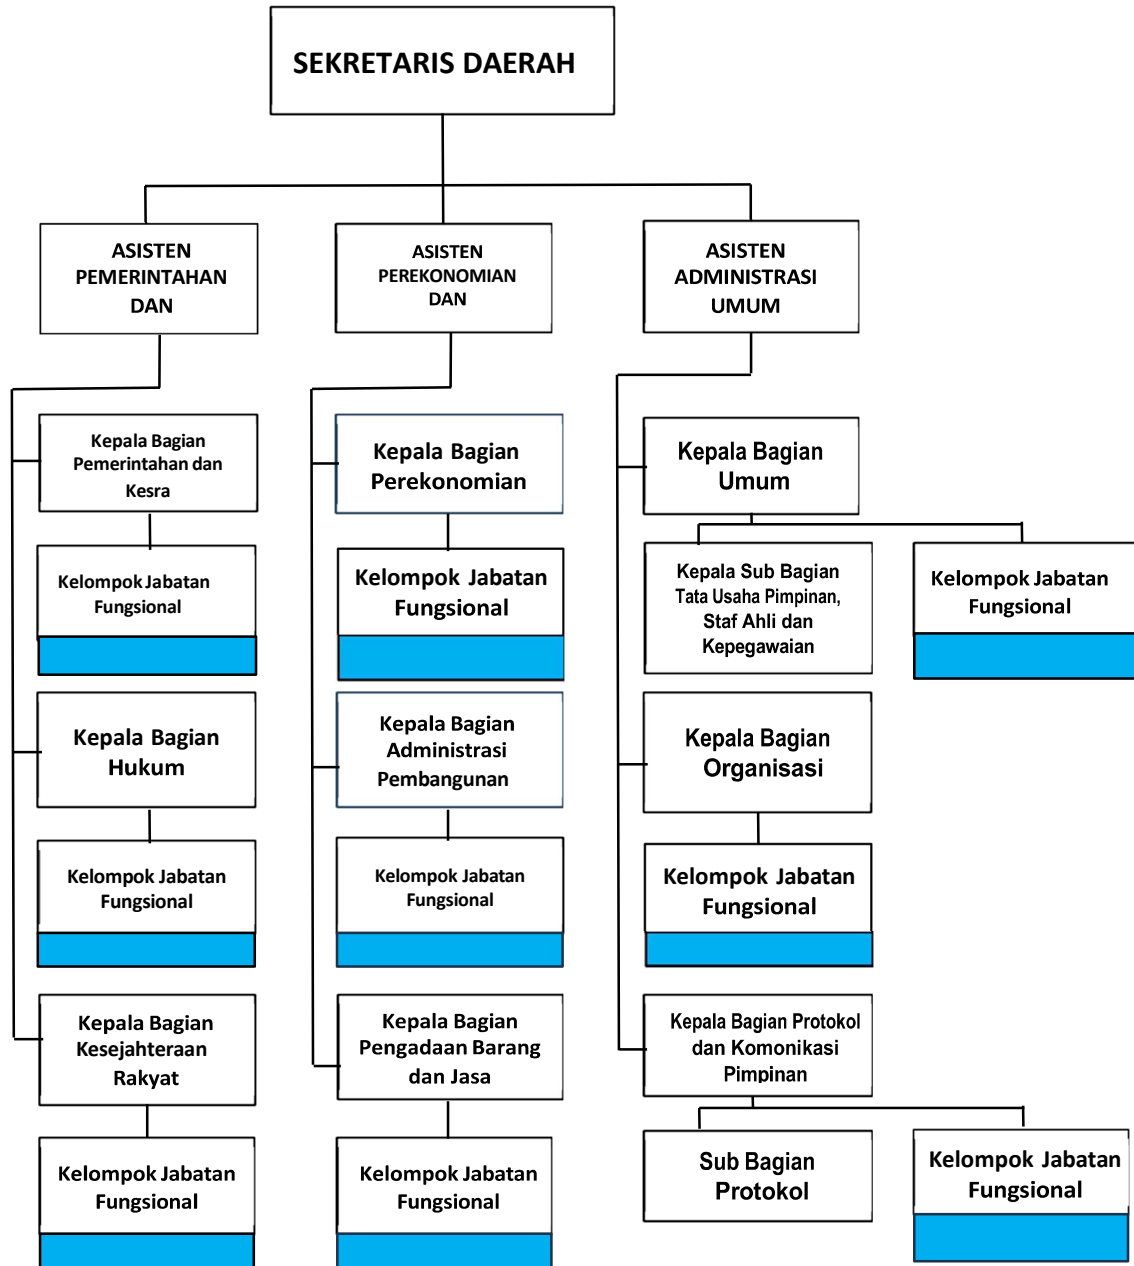 SEKRETARIS DAERAH
ASISTEN
PEMERINTAHAN
DAN
ASISTEN
PEREKONOMIAN
DAN
ASISTEN
ADMINISTRASI
UMUM
Kepala Bagian
Pemerintahan dan
Kesra
Kepala Bagian
Perekonomian
Kepala Bagian
Umum
Kelompok Jabatan
Fungsional
Kelompok Jabatan
Fungsional
Kepala Sub Bagian
Tata Usaha Pimpinan,
Staf Ahli dan
Kepegawaian
Kelompok Jabatan
Fungsional
Kepala Bagian
Hukum
Kepala Bagian
Administrasi
Pembangunan
Kepala Bagian
Organisasi
Kelompok Jabatan
Fungsional
Kelompok Jabatan
Fungsional
Kelompok Jabatan
Fungsional
Kepala Bagian
Kesejahteraan
Rakyat
Kepala Bagian
Pengadaan Barang
dan Jasa
Kepala Bagian Protokol
dan Komonikasi
Pimpinan
Kelompok Jabatan
Fungsional
Kelompok Jabatan
Fungsional
Sub Bagian
Protokol
Kelompok Jabatan
Fungsional